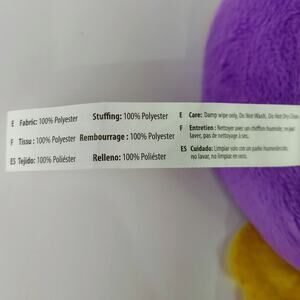 E Fabric: 100% Polyester Stuffing: 100% Polyester E Care: Damp wipe only, Do Not Wash, Do Not Dry Clean
F Tissu: 100% Polyester Rembourrage: 100% Polyester F Entretien: Nettoyer avec un chiffon humide, ne pas laver, pas de nettoyage à sec.
ES Tejido: 100% Poliéster Relleno: 100% Poliéster ES Cuidado: Limpiar solo con un paño humedecido, no lavar, no limpiar en seco.